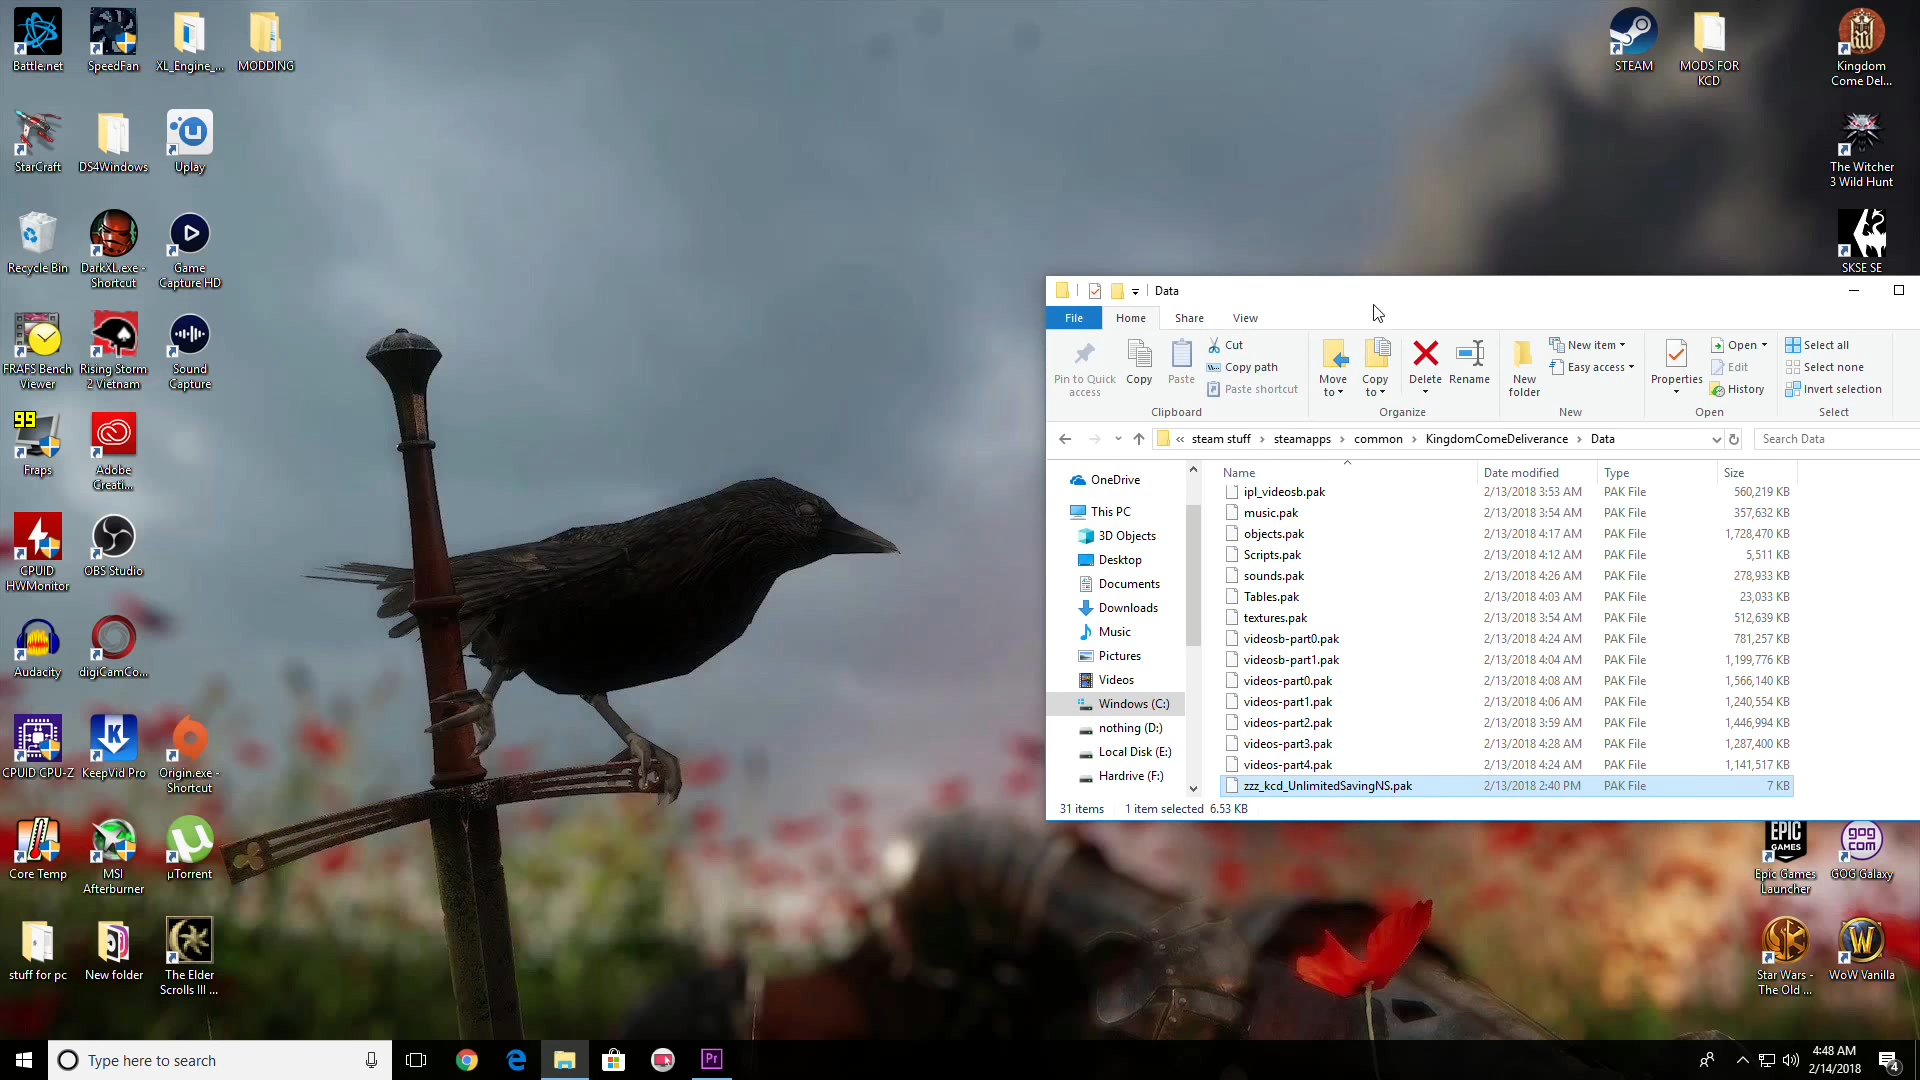 Battle.net
SpeedFan
XL_Engine_...
MODDING
STEAM
MODS FOR
KCD
Kingdom
Come Del...
StarCraft
DS4Windows
Uplay
The Witcher
3 Wild Hunt
Recycle Bin
DarkXL.exe -
Shortcut
Game
Capture HD
SKSE SE
FRAFS Bench
Viewer
Rising Storm
2 Vietnam
Sound
Capture
99
Fraps
Adobe
Creati...
CPUID
HWMonitor
OBS Studio
Audacity
digiCamCo...
CPUID CPU-Z
KeepVid Pro
Origin.exe -
Shortcut
Core Temp
MSI
Afterburner
µTorrent
stuff for pc
New folder
The Elder
Scrolls III ...
Data
File Home Share View
Pin to Quick
access
Copy
Paste
Cut
Copy path
Paste shortcut
Clipboard
Move
to
Copy
to
Delete
Rename
Organize
New
folder
New item
Easy access
New
Properties
Open
Edit
History
Open
Select all
Select none
Invert selection
Select
« steam stuff > steamapps > common > KingdomComeDeliverance > Data
Search Data
OneDrive
This PC
3D Objects
Desktop
Documents
Downloads
Music
Pictures
Videos
Windows (C:)
nothing (D:)
Local Disk (E:)
Hardrive (F:)
Name Date modified Type Size
ipl_videosb.pak 2/13/2018 3:53 AM PAK File 560,219 KB
music.pak 2/13/2018 3:54 AM PAK File 357,632 KB
objects.pak 2/13/2018 4:17 AM PAK File 1,728,470 KB
Scripts.pak 2/13/2018 4:12 AM PAK File 5,511 KB
sounds.pak 2/13/2018 4:26 AM PAK File 278,933 KB
Tables.pak 2/13/2018 4:03 AM PAK File 23,033 KB
textures.pak 2/13/2018 3:54 AM PAK File 512,639 KB
videosb-part0.pak 2/13/2018 4:24 AM PAK File 781,257 KB
videosb-part1.pak 2/13/2018 4:04 AM PAK File 1,199,776 KB
videos-part0.pak 2/13/2018 4:08 AM PAK File 1,566,140 KB
videos-part1.pak 2/13/2018 4:06 AM PAK File 1,240,554 KB
videos-part2.pak 2/13/2018 3:59 AM PAK File 1,446,994 KB
videos-part3.pak 2/13/2018 4:28 AM PAK File 1,287,400 KB
videos-part4.pak 2/13/2018 4:24 AM PAK File 1,141,517 KB
zzz_kcd_UnlimitedSavingNS.pak 2/13/2018 2:40 PM PAK File 7 KB
31 items 1 item selected 6.53 KB
EPIC
GAMES
Epic Games
Launcher
gog
com
GOG Galaxy
Star Wars -
The Old ...
WoW Vanilla
Type here to search
Pr
4:48 AM
2/14/2018
4